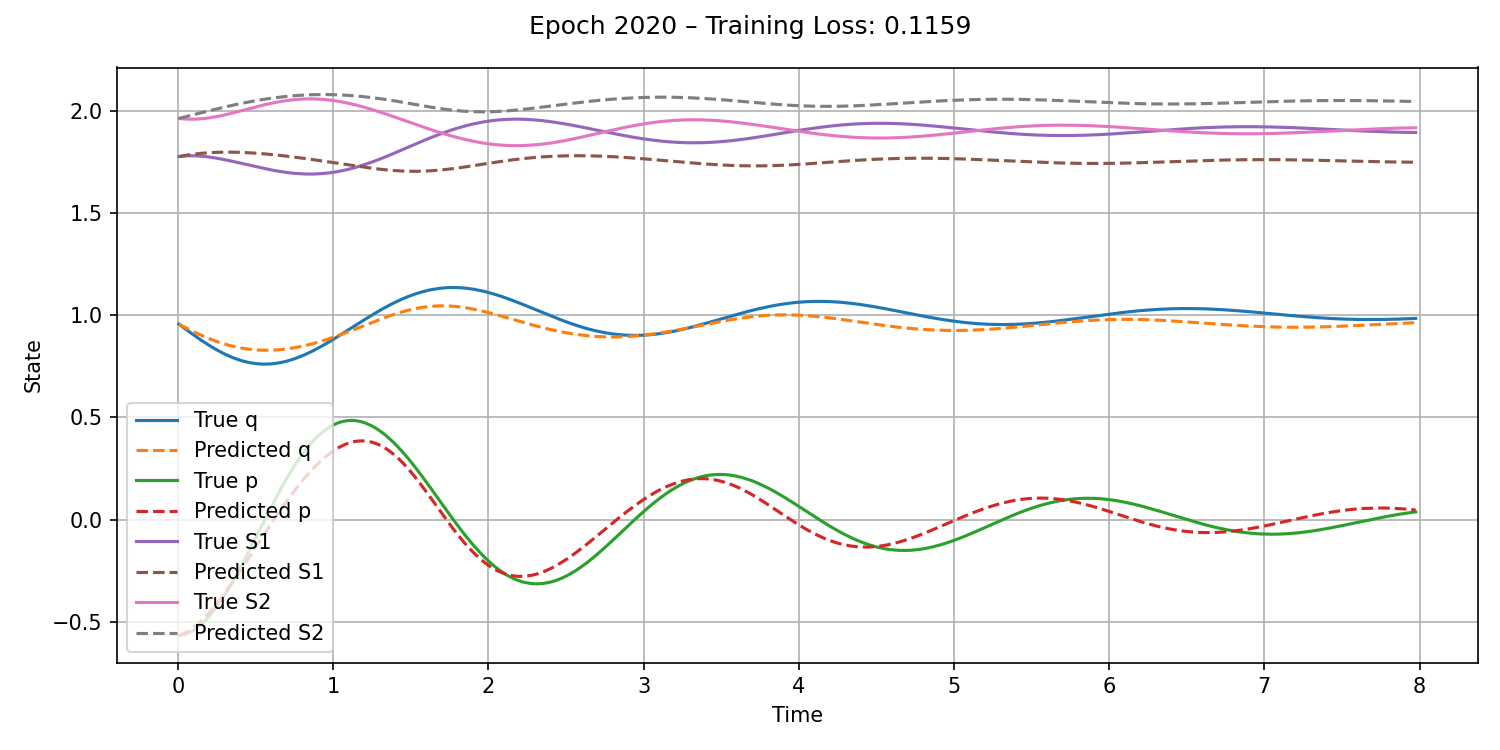 Epoch 2020 – Training Loss: 0.1159
State
2.0
1.5
1.0
0.5
0.0
−0.5
True q
Predicted q
True p
Predicted p
True S1
Predicted S1
True S2
Predicted S2
0 1 2 3 4 5 6 7 8
Time